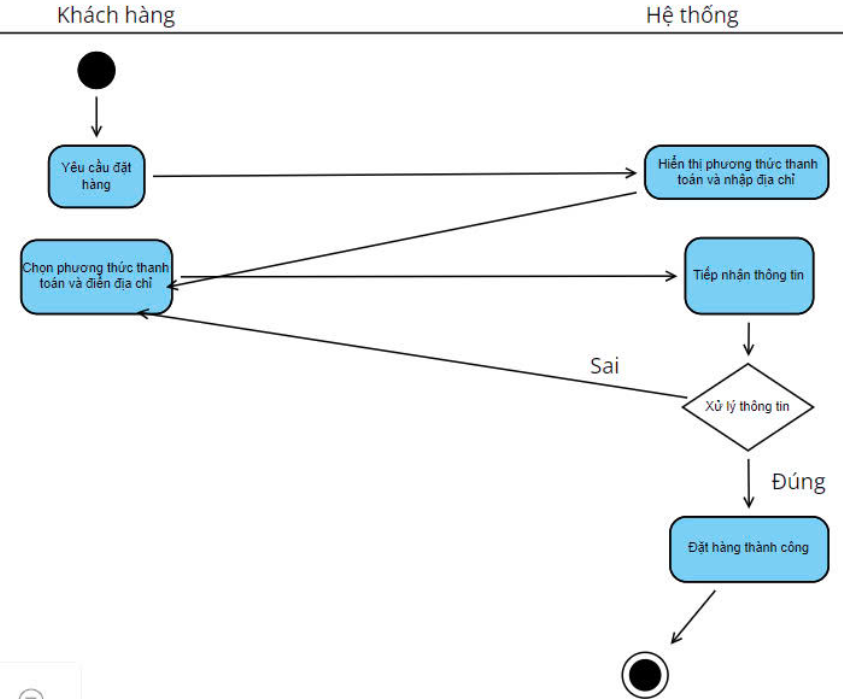 Khách hàng
Hệ thống
Yêu cầu đặt
hàng
Hiển thị phương thức thanh
toán và nhập địa chỉ
Chọn phương thức thanh
toán và điền địa chỉ
Tiếp nhận thông tin
Sai
Xử lý thông tin
Đúng
Đặt hàng thành công